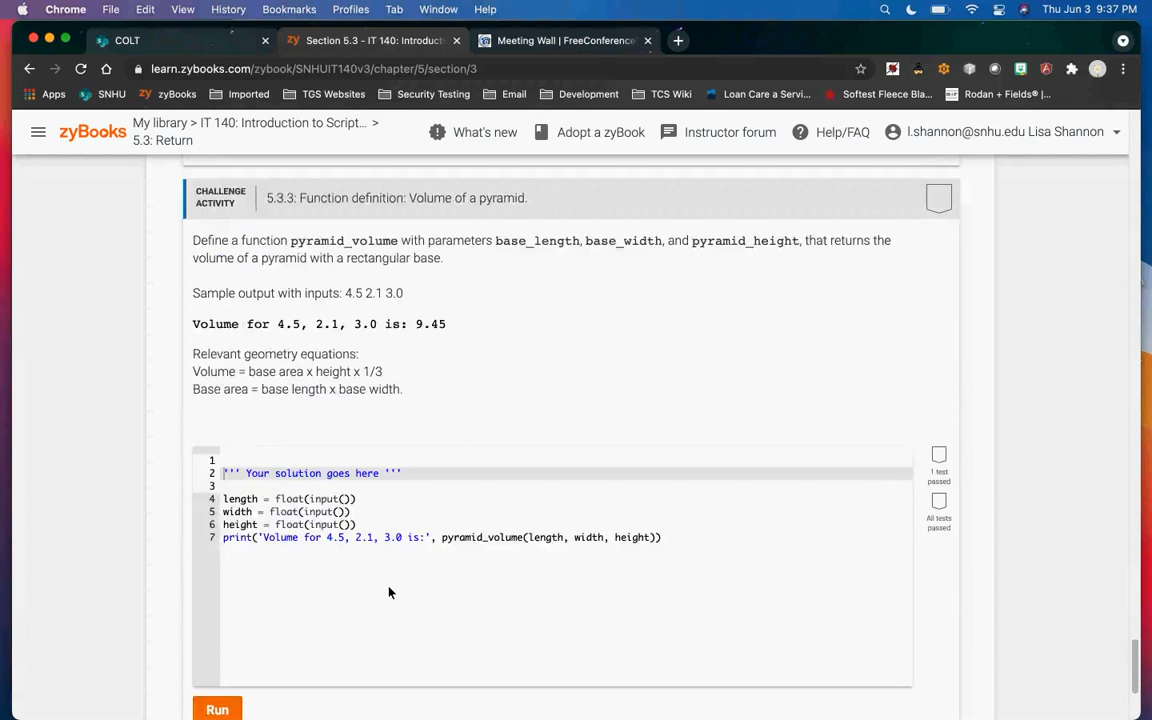 Chrome File Edit View History Bookmarks Profiles Tab Window Help Thu Jun 3 9:37 PM
COLT
Section 5.3 - IT 140: Introduct
Meeting Wall | FreeConference
learn.zybooks.com/zybook/SNHUIT140v3/chapter/5/section/3
Apps SNHU zyBooks Imported TGS Websites Security Testing Email Development TCS Wiki Loan Care a Servi... Softest Fleece Bla... Rodan + Fields® |...
zyBooks
My library > IT 140: Introduction to Script... >
5.3: Return
What's new Adopt a zyBook Instructor forum Help/FAQ l.shannon@snhu.edu Lisa Shannon
CHALLENGE
ACTIVITY
5.3.3: Function definition: Volume of a pyramid.
Define a function pyramid_volume with parameters base_length, base_width, and pyramid_height, that returns the
volume of a pyramid with a rectangular base.
Sample output with inputs: 4.5 2.1 3.0
Volume for 4.5, 2.1, 3.0 is: 9.45
Relevant geometry equations:
Volume = base area x height x 1/3
Base area = base length x base width.
1
2 ''' Your solution goes here '''
3
4 length = float(input())
5 width = float(input())
6 height = float(input())
7 print('Volume for 4.5, 2.1, 3.0 is:', pyramid_volume(length, width, height))
1 test
passed
All tests
passed
Run